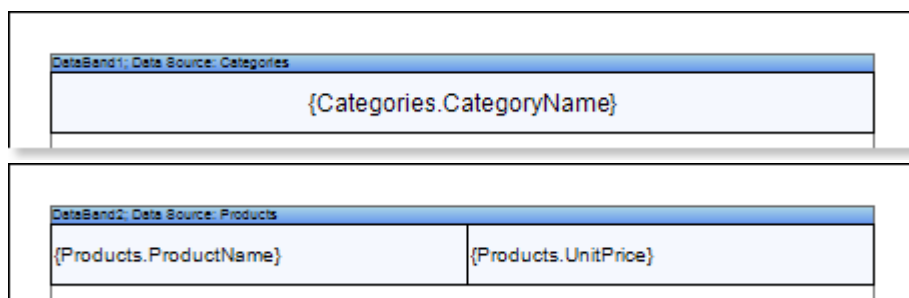 DataBand1; Data Source: Categories
{Categories.CategoryName}
DataBand2; Data Source: Products
{Products.ProductName} {Products.UnitPrice}